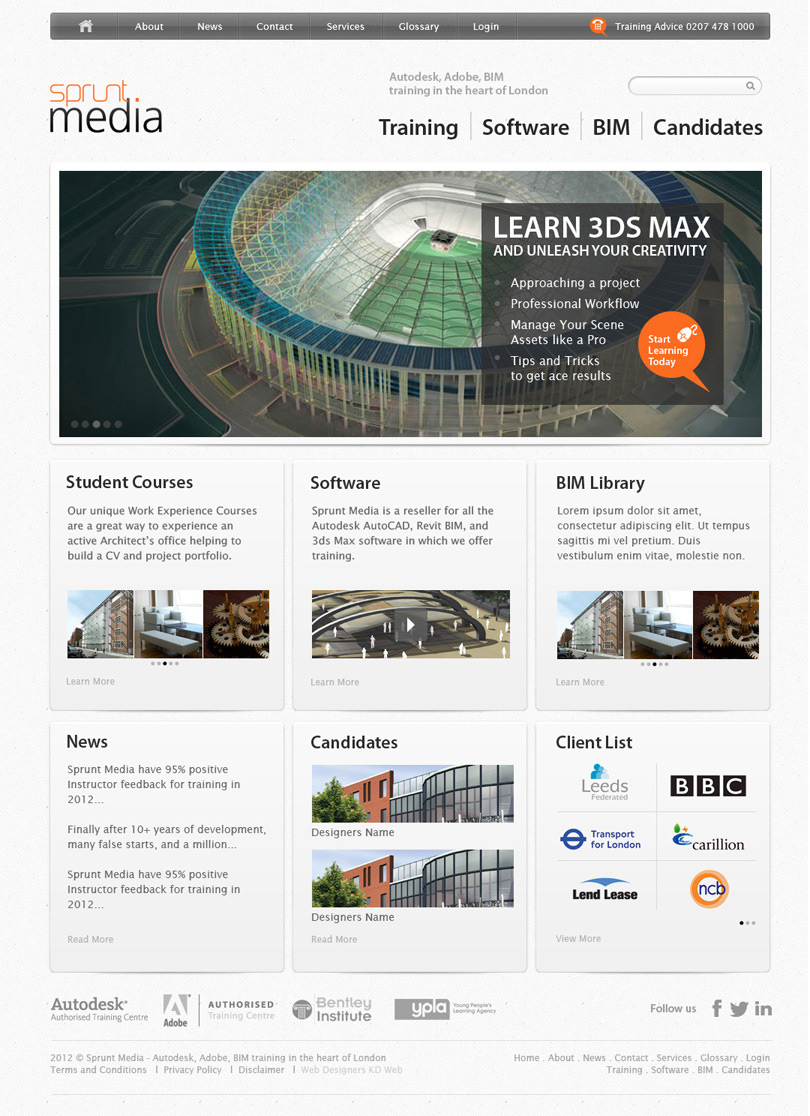 About News Contact Services Glossary Login Training Advice 0207 478 1000
sprunt
media
Autodesk, Adobe, BIM
training in the heart of London
Training Software BIM Candidates
LEARN 3DS MAX
AND UNLEASH YOUR CREATIVITY
Approaching a project
Professional Workflow
Manage Your Scene
Assets like a Pro
Tips and Tricks
to get ace results
Start
Learning
Today
Student Courses
Our unique Work Experience Courses
are a great way to experience an
active Architect's office helping to
build a CV and project portfolio.
Learn More
Software
Sprunt Media is a reseller for all the
Autodesk AutoCAD, Revit BIM, and
3ds Max software in which we offer
training.
Learn More
BIM Library
Lorem ipsum dolor sit amet,
consectetur adipiscing elit. Ut tempus
sagittis mi vel pretium. Duis
vestibulum enim vitae, molestie non.
Learn More
News
Sprunt Media have 95% positive
Instructor feedback for training in
2012...
Finally after 10+ years of development,
many false starts, and a million...
Sprunt Media have 95% positive
Instructor feedback for training in
2012...
Read More
Candidates
Designers Name
Designers Name
Read More
Client List
Leeds
Federated
BBC
Transport
for London
carillion
Lend Lease
ncb
View More
Autodesk®
Authorised Training Centre
Adobe
AUTHORISED
Training Centre
Bentley
Institute
ypla
Young People's
Learning Agency
Follow us
2012 © Sprunt Media - Autodesk, Adobe, BIM training in the heart of London
Terms and Conditions | Privacy Policy | Disclaimer | Web Designers KD Web
Home . About . News . Contact . Services . Glossary . Login
Training . Software . BIM . Candidates